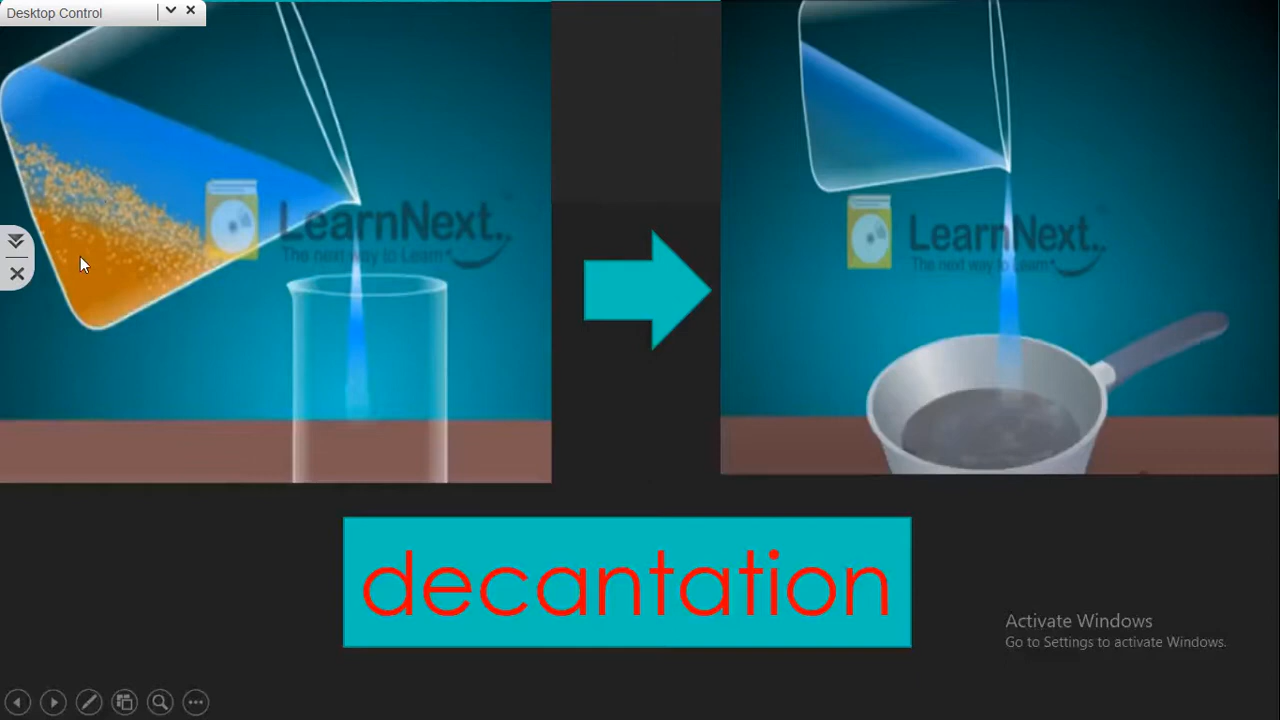 Desktop Control
LearnNext..
The next way to Learn
LearnNext..
The next way to Learn
decantation
Activate Windows
Go to Settings to activate Windows.